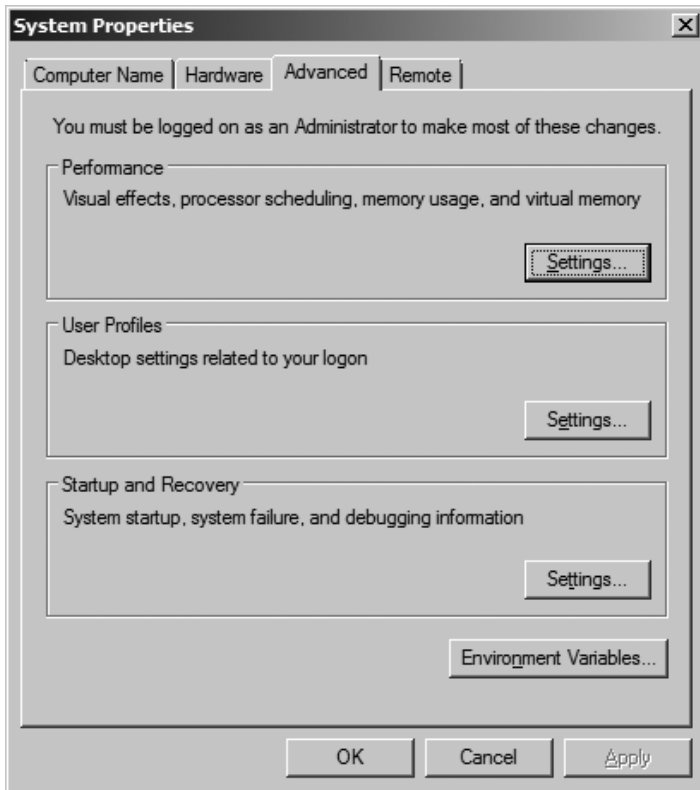 System Properties
Computer Name Hardware Advanced Remote
You must be logged on as an Administrator to make most of these changes.
Performance
Visual effects, processor scheduling, memory usage, and virtual memory
Settings...
User Profiles
Desktop settings related to your logon
Settings...
Startup and Recovery
System startup, system failure, and debugging information
Settings...
Environment Variables...
OK Cancel Apply